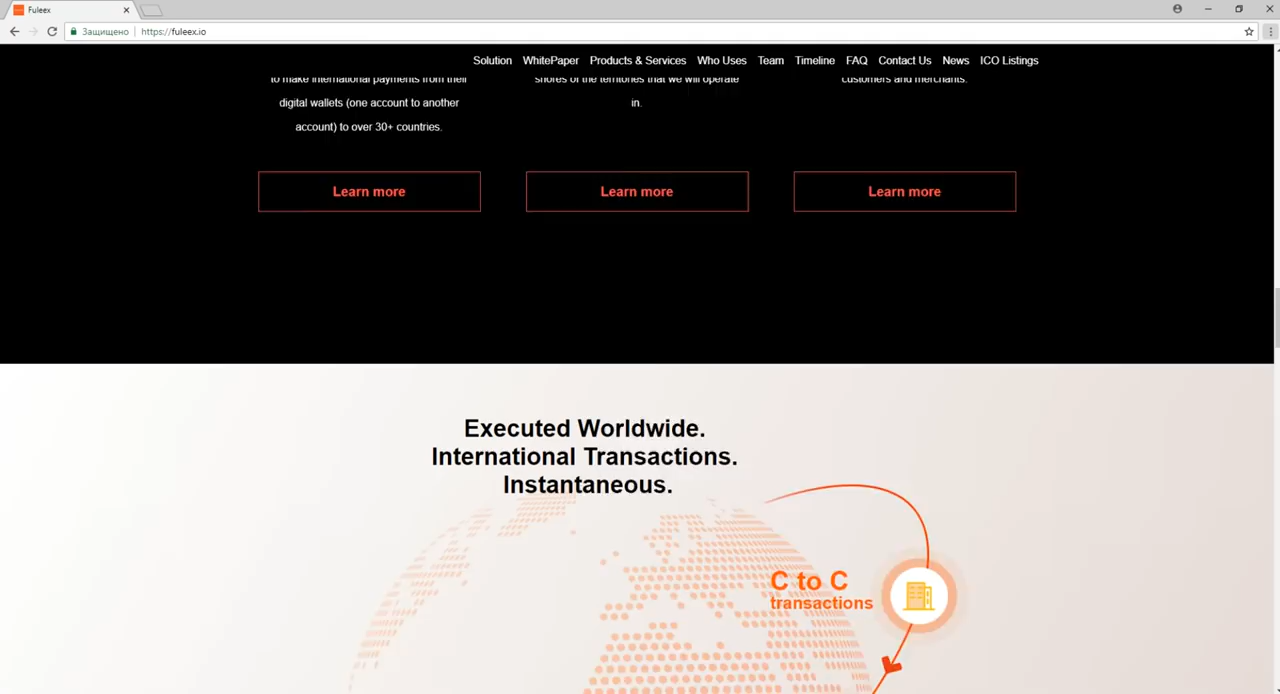 Fuleex
Защищено
https://fuleex.io
Solution WhitePaper Products & Services Who Uses Team Timeline FAQ Contact Us News ICO Listings
to make international payments from their
digital wallets (one account to another
account) to over 30+ countries.
shores of the territories that we will operate
in.
customers and merchants.
Learn more
Learn more
Learn more
Executed Worldwide.
International Transactions.
Instantaneous.
C to C
transactions